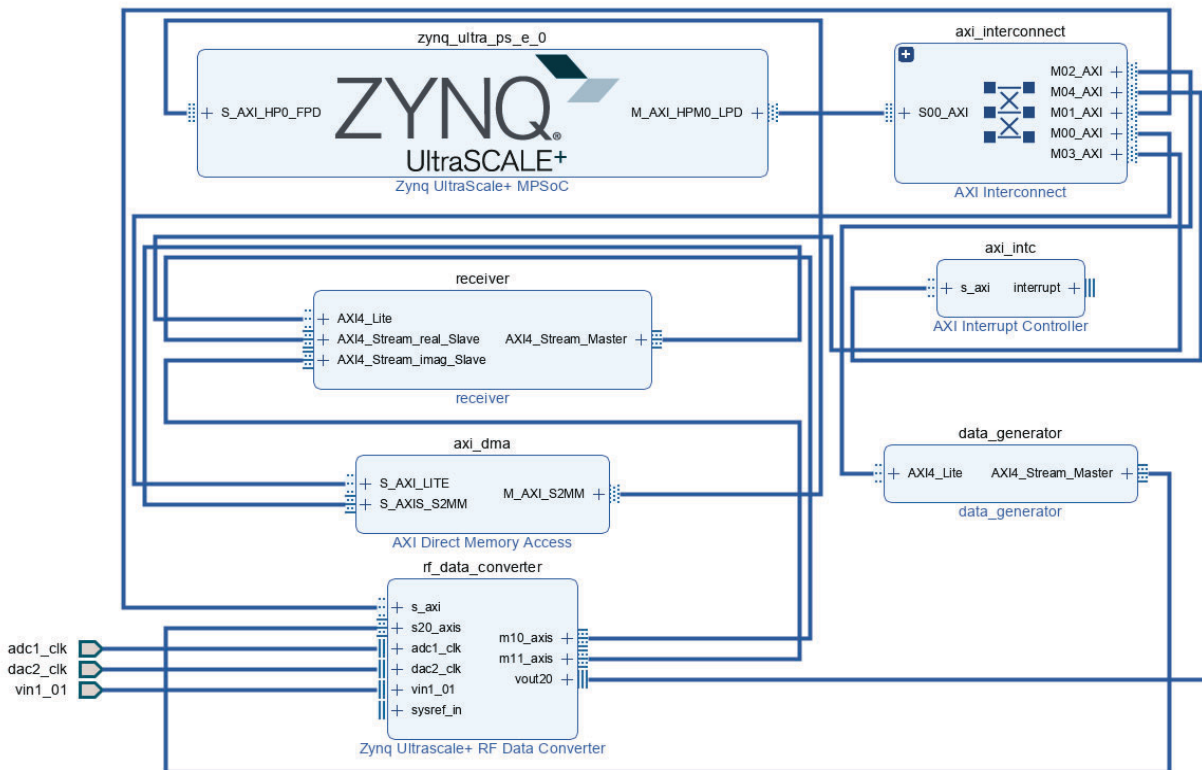 zynq_ultra_ps_e_0
S_AXI_HP0_FPD
ZYNQ®
UltraSCALE+
M_AXI_HPM0_LPD
Zynq UltraScale+ MPSoC
axi_interconnect
S00_AXI
M02_AXI
M04_AXI
M01_AXI
M00_AXI
M03_AXI
AXI Interconnect
axi_intc
s_axi
interrupt
AXI Interrupt Controller
receiver
AXI4_Lite
AXI4_Stream_real_Slave
AXI4_Stream_imag_Slave
AXI4_Stream_Master
receiver
axi_dma
S_AXI_LITE
S_AXIS_S2MM
M_AXI_S2MM
AXI Direct Memory Access
data_generator
AXI4_Lite
AXI4_Stream_Master
data_generator
rf_data_converter
s_axi
s20_axis
adc1_clk
dac2_clk
vin1_01
sysref_in
m10_axis
m11_axis
vout20
Zynq Ultrascale+ RF Data Converter
adc1_clk
dac2_clk
vin1_01